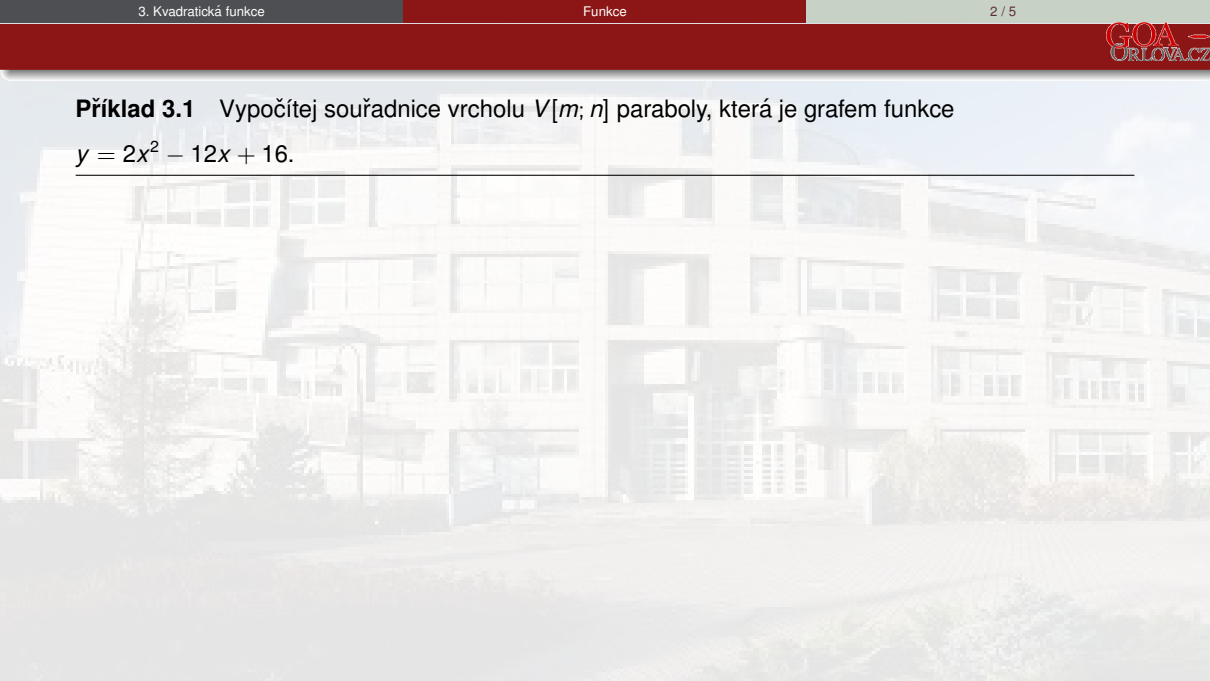 3. Kvadratická funkce Funkce 2 / 5
GOA –
ORLOVA.CZ
Příklad 3.1 Vypočítej souřadnice vrcholu V[m; n] paraboly, která je grafem funkce
y = 2x² − 12x + 16.